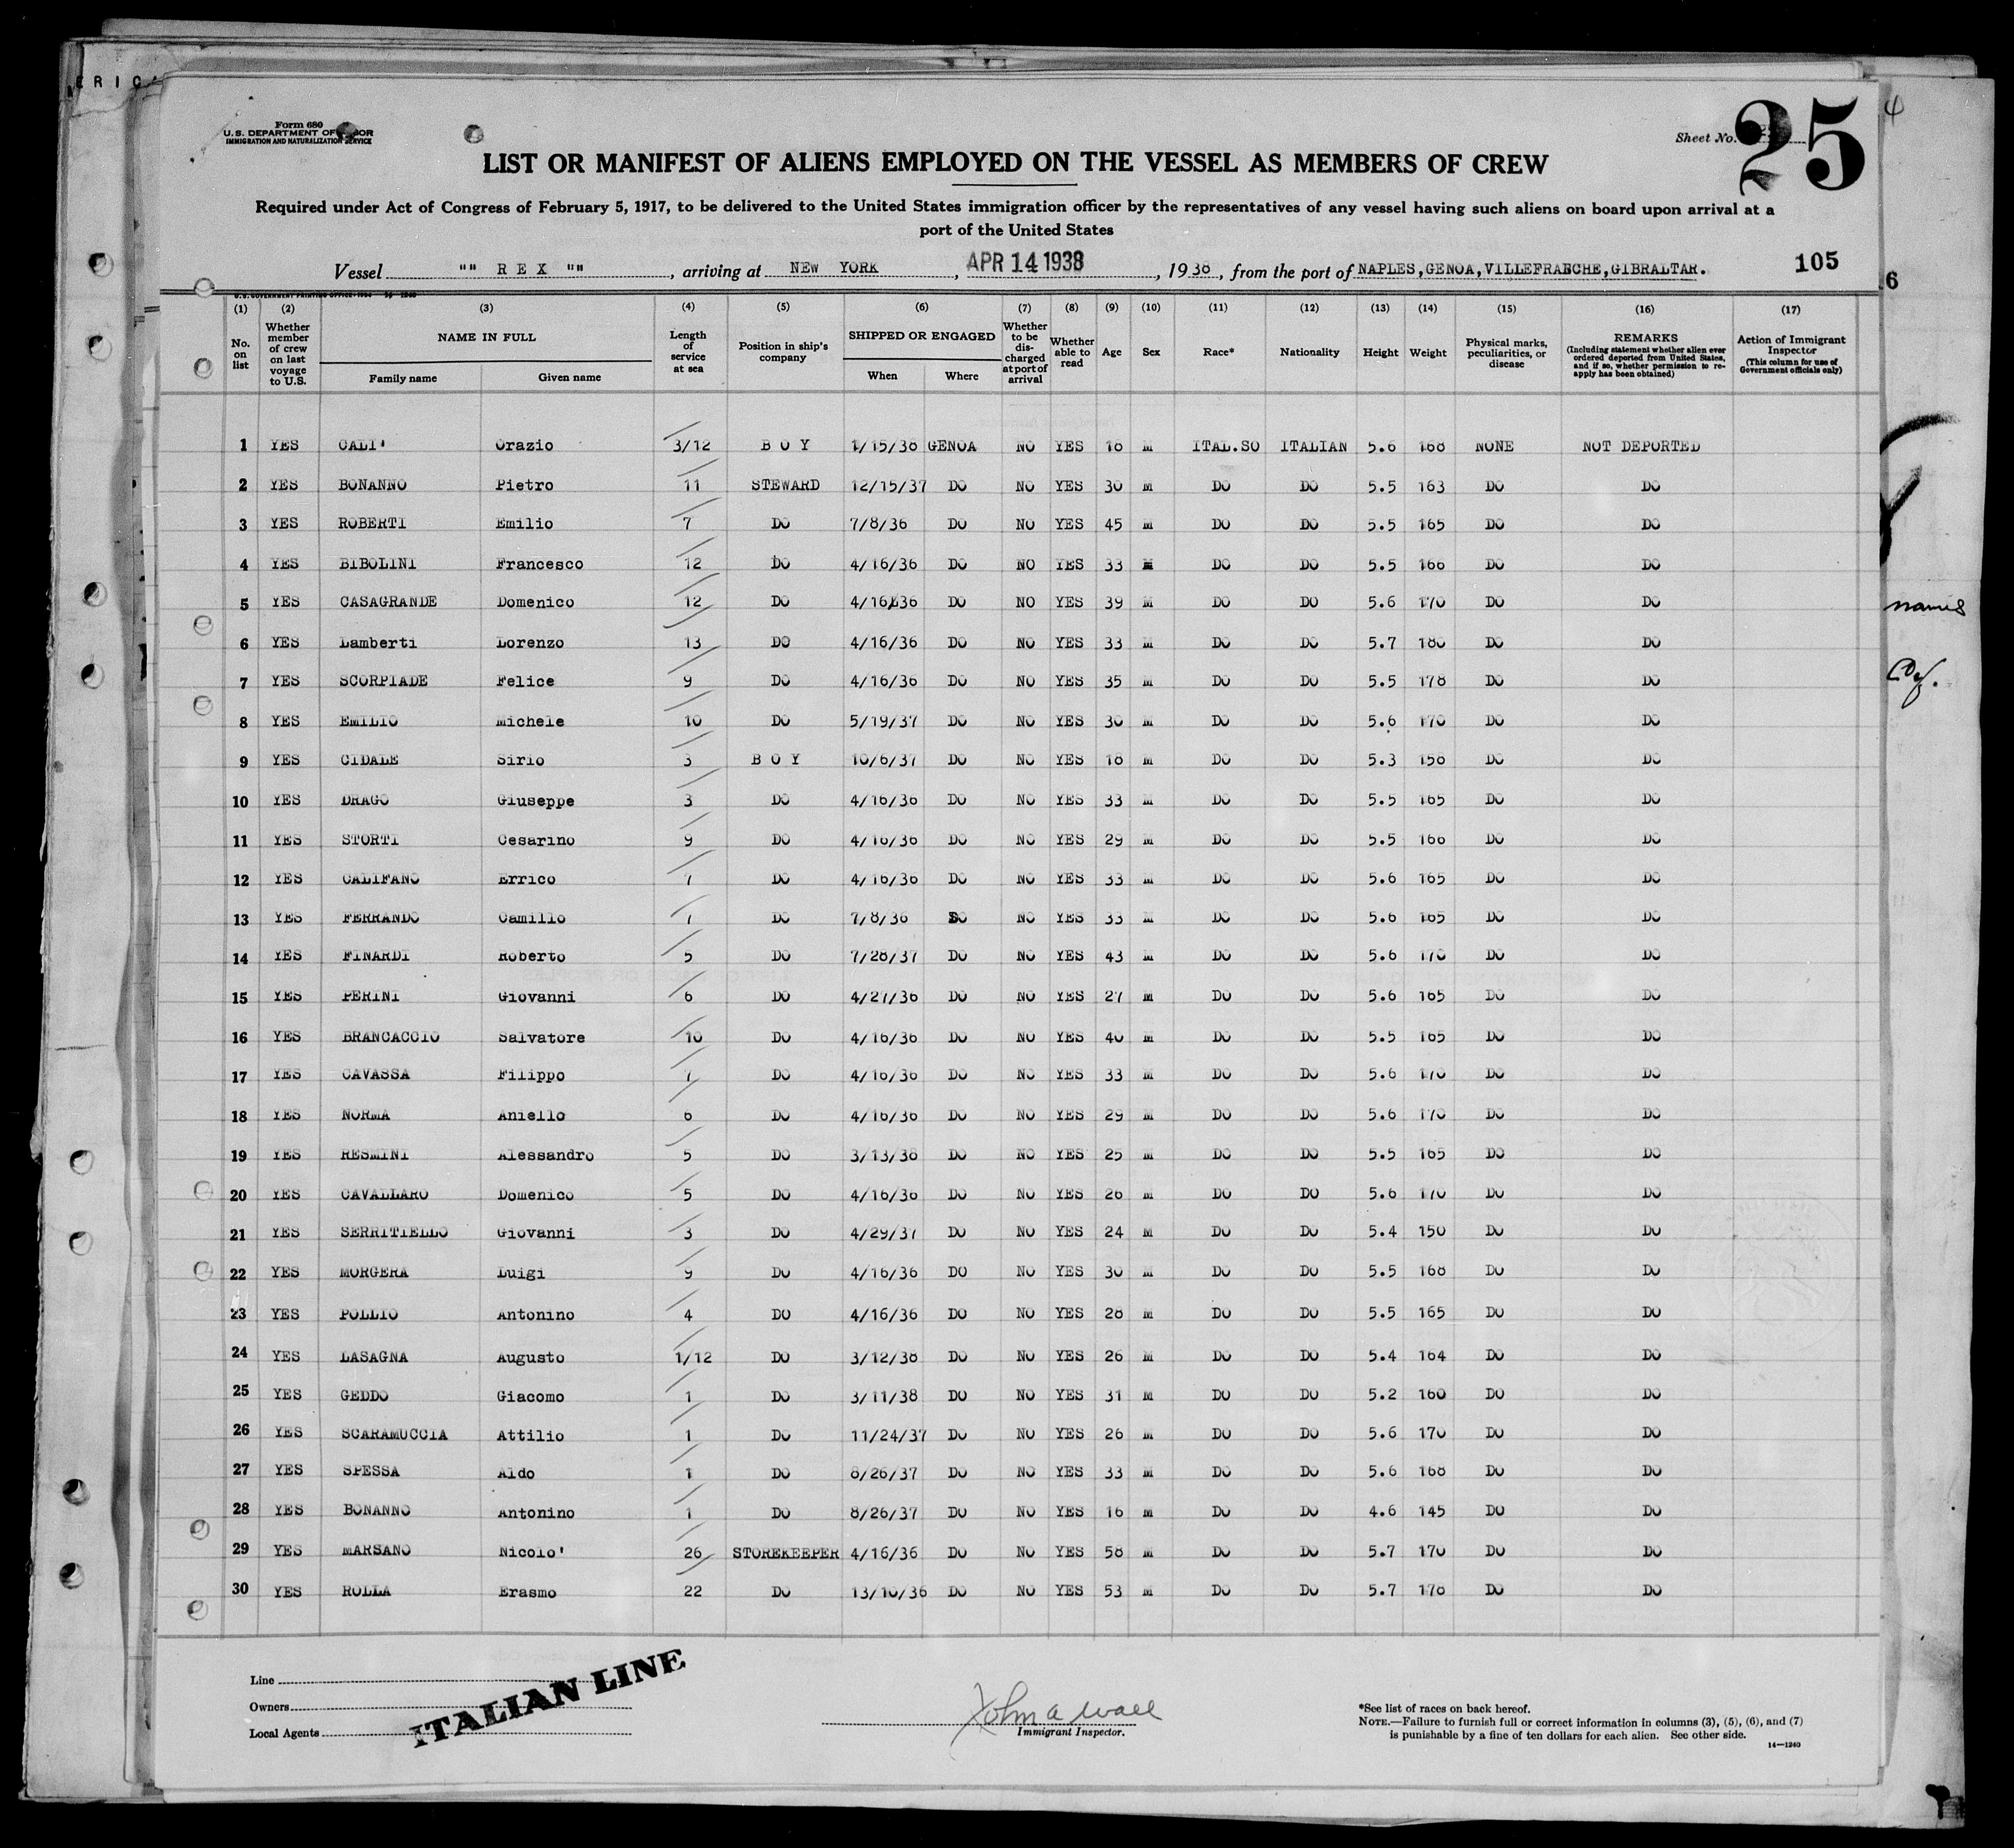 ERICA
Form 680
U.S. DEPARTMENT OF LABOR
IMMIGRATION AND NATURALIZATION SERVICE
Sheet No.
25
4
LIST OR MANIFEST OF ALIENS EMPLOYED ON THE VESSEL AS MEMBERS OF CREW
Required under Act of Congress of February 5, 1917, to be delivered to the United States immigration officer by the representatives of any vessel having such aliens on board upon arrival at a
port of the United States
Vessel "" R E X "" , arriving at NEW YORK , APR 14 1938 , 1938, from the port of NAPLES,GENOA,VILLEFRANCHE,GIBRALTAR. 105
6
(1) (2) (3) (4) (5) (6) (7) (8) (9) (10) (11) (12) (13) (14) (15) (16) (17)
No. on list Whether member of crew on last voyage to U.S. NAME IN FULL Family name Given name Length of service at sea Position in ship's company SHIPPED OR ENGAGED When Where Whether to be discharged at port of arrival Whether able to read Age Sex Race* Nationality Height Weight Physical marks, peculiarities, or disease REMARKS (Including statement whether alien ever ordered deported from United States, and if so, whether permission to re-apply has been obtained) Action of Immigrant Inspector (This column for use of Government officials only)
1 YES CALI' Orazio 3/12 B O Y 1/15/38 GENOA NO YES 18 M ITAL.SO ITALIAN 5.6 168 NONE NOT DEPORTED
2 YES BONANNO Pietro 11 STEWARD 12/15/37 DO NO YES 30 M DO DO 5.5 163 DO DO
3 YES ROBERTI Emilio 7 DO 7/8/36 DO NO YES 45 M DO DO 5.5 165 DO DO
4 YES BIBOLINI Francesco 12 DO 4/16/36 DO NO YES 33 M DO DO 5.5 166 DO DO
5 YES CASAGRANDE Domenico 12 DO 4/16/36 DO NO YES 39 M DO DO 5.6 170 DO DO
6 YES Lamberti Lorenzo 13 DO 4/16/36 DO NO YES 33 M DO DO 5.7 180 DO DO
7 YES SCORPIADE Felice 9 DO 4/16/36 DO NO YES 35 M DO DO 5.5 178 DO DO
8 YES EMILIO Michele 10 DO 5/19/37 DO NO YES 30 M DO DO 5.6 170 DO DO
9 YES CIDALE Sirio 3 B O Y 10/6/37 DO NO YES 18 M DO DO 5.3 158 DO DO
10 YES DRAGO Giuseppe 3 DO 4/16/36 DO NO YES 33 M DO DO 5.5 165 DO DO
11 YES STORTI Cesarino 9 DO 4/16/36 DO NO YES 29 M DO DO 5.5 166 DO DO
12 YES CALIFANO Errico 7 DO 4/16/36 DO NO YES 33 M DO DO 5.6 165 DO DO
13 YES FERRANDO Camillo 7 DO 7/8/36 DO NO YES 33 M DO DO 5.6 165 DO DO
14 YES FINARDI Roberto 5 DO 7/28/37 DO NO YES 43 M DO DO 5.6 170 DO DO
15 YES PERINI Giovanni 6 DO 4/27/36 DO NO YES 27 M DO DO 5.6 165 DO DO
16 YES BRANCACCIO Salvatore 10 DO 4/16/36 DO NO YES 40 M DO DO 5.5 165 DO DO
17 YES CAVASSA Filippo 7 DO 4/16/36 DO NO YES 33 M DO DO 5.6 170 DO DO
18 YES NORMA Aniello 6 DO 4/16/36 DO NO YES 29 M DO DO 5.6 170 DO DO
19 YES RESMINI Alessandro 5 DO 3/13/38 DO NO YES 25 M DO DO 5.5 165 DO DO
20 YES CAVALLARO Domenico 5 DO 4/16/36 DO NO YES 26 M DO DO 5.6 170 DO DO
21 YES SERRITIELLO Giovanni 3 DO 4/29/37 DO NO YES 24 M DO DO 5.4 150 DO DO
22 YES MORGERA Luigi 9 DO 4/16/36 DO NO YES 30 M DO DO 5.5 168 DO DO
23 YES POLLIO Antonino 4 DO 4/16/36 DO NO YES 28 M DO DO 5.5 165 DO DO
24 YES LASAGNA Augusto 1/12 DO 3/12/38 DO NO YES 26 M DO DO 5.4 164 DO DO
25 YES GEDDO Giacomo 1 DO 3/11/38 DO NO YES 31 M DO DO 5.2 160 DO DO
26 YES SCARAMUCCIA Attilio 1 DO 11/24/37 DO NO YES 26 M DO DO 5.6 170 DO DO
27 YES SPESSA Aldo 1 DO 8/26/37 DO NO YES 33 M DO DO 5.6 168 DO DO
28 YES BONANNO Antonino 1 DO 8/26/37 DO NO YES 16 M DO DO 4.6 145 DO DO
29 YES MARSANO Nicolo' 26 STOREKEEPER 4/16/36 DO NO YES 58 M DO DO 5.7 170 DO DO
30 YES ROLLA Erasmo 22 DO 13/10/36 DO NO YES 53 M DO DO 5.7 178 DO DO
names
Line
Owners
Local Agents
ITALIAN LINE
John A Wall
Immigrant Inspector.
*See list of races on back hereof.
NOTE.—Failure to furnish full or correct information in columns (3), (5), (6), and (7)
is punishable by a fine of ten dollars for each alien. See other side.
14—1240